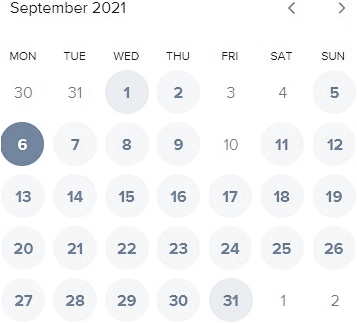 September 2021
MON TUE WED THU FRI SAT SUN
30 31 1 2 3 4 5
6 7 8 9 10 11 12
13 14 15 16 17 18 19
20 21 22 23 24 25 26
27 28 29 30 31 1 2